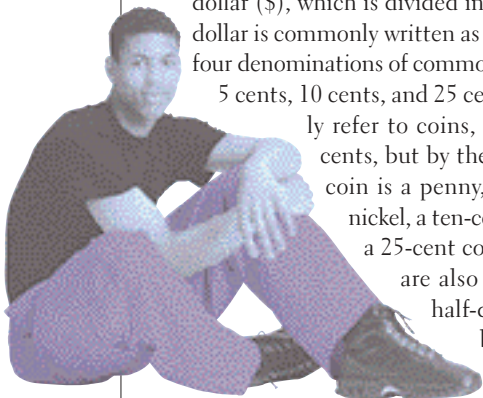 dollar ($), which is divided in
dollar is commonly written as
four denominations of commo
5 cents, 10 cents, and 25 ce
ly refer to coins,
cents, but by the
coin is a penny,
nickel, a ten-c
a 25-cent co
are also
half-c